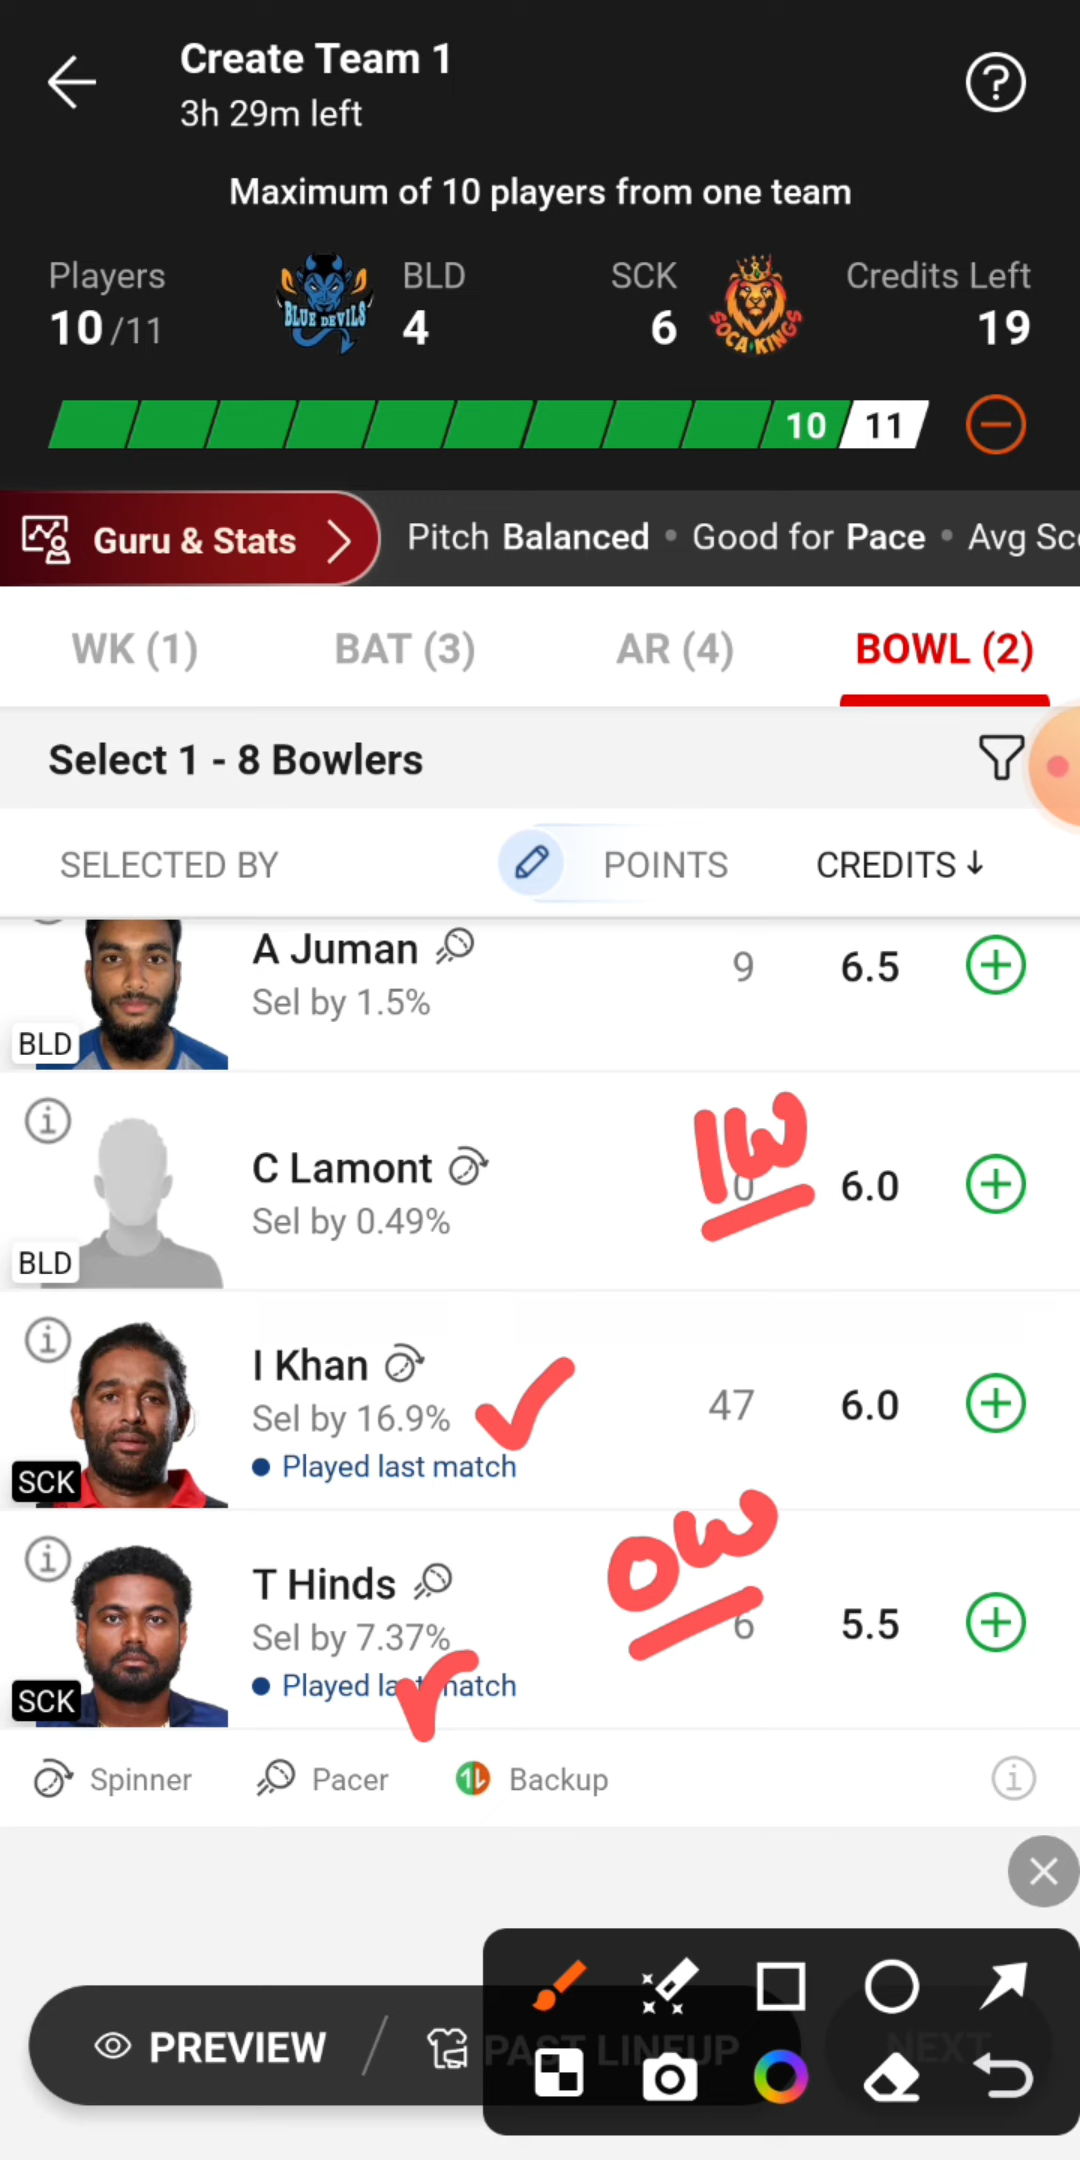 Create Team 1
3h 29m left
Maximum of 10 players from one team
Players BLD SCK Credits Left
10/11 4 6 19
BLUE DEVILS
SOCA KINGS
10 11
Guru & Stats Pitch Balanced • Good for Pace • Avg Sc
WK (1) BAT (3) AR (4) BOWL (2)
Select 1 - 8 Bowlers
SELECTED BY POINTS CREDITS ↓
A Juman 9 6.5
Sel by 1.5%
BLD
1W
C Lamont 0 6.0
Sel by 0.49%
BLD
I Khan 47 6.0
Sel by 16.9%
• Played last match
SCK
0W
T Hinds 6 5.5
Sel by 7.37%
• Played last match
SCK
Spinner Pacer Backup
PREVIEW / PAST LINEUP NEXT